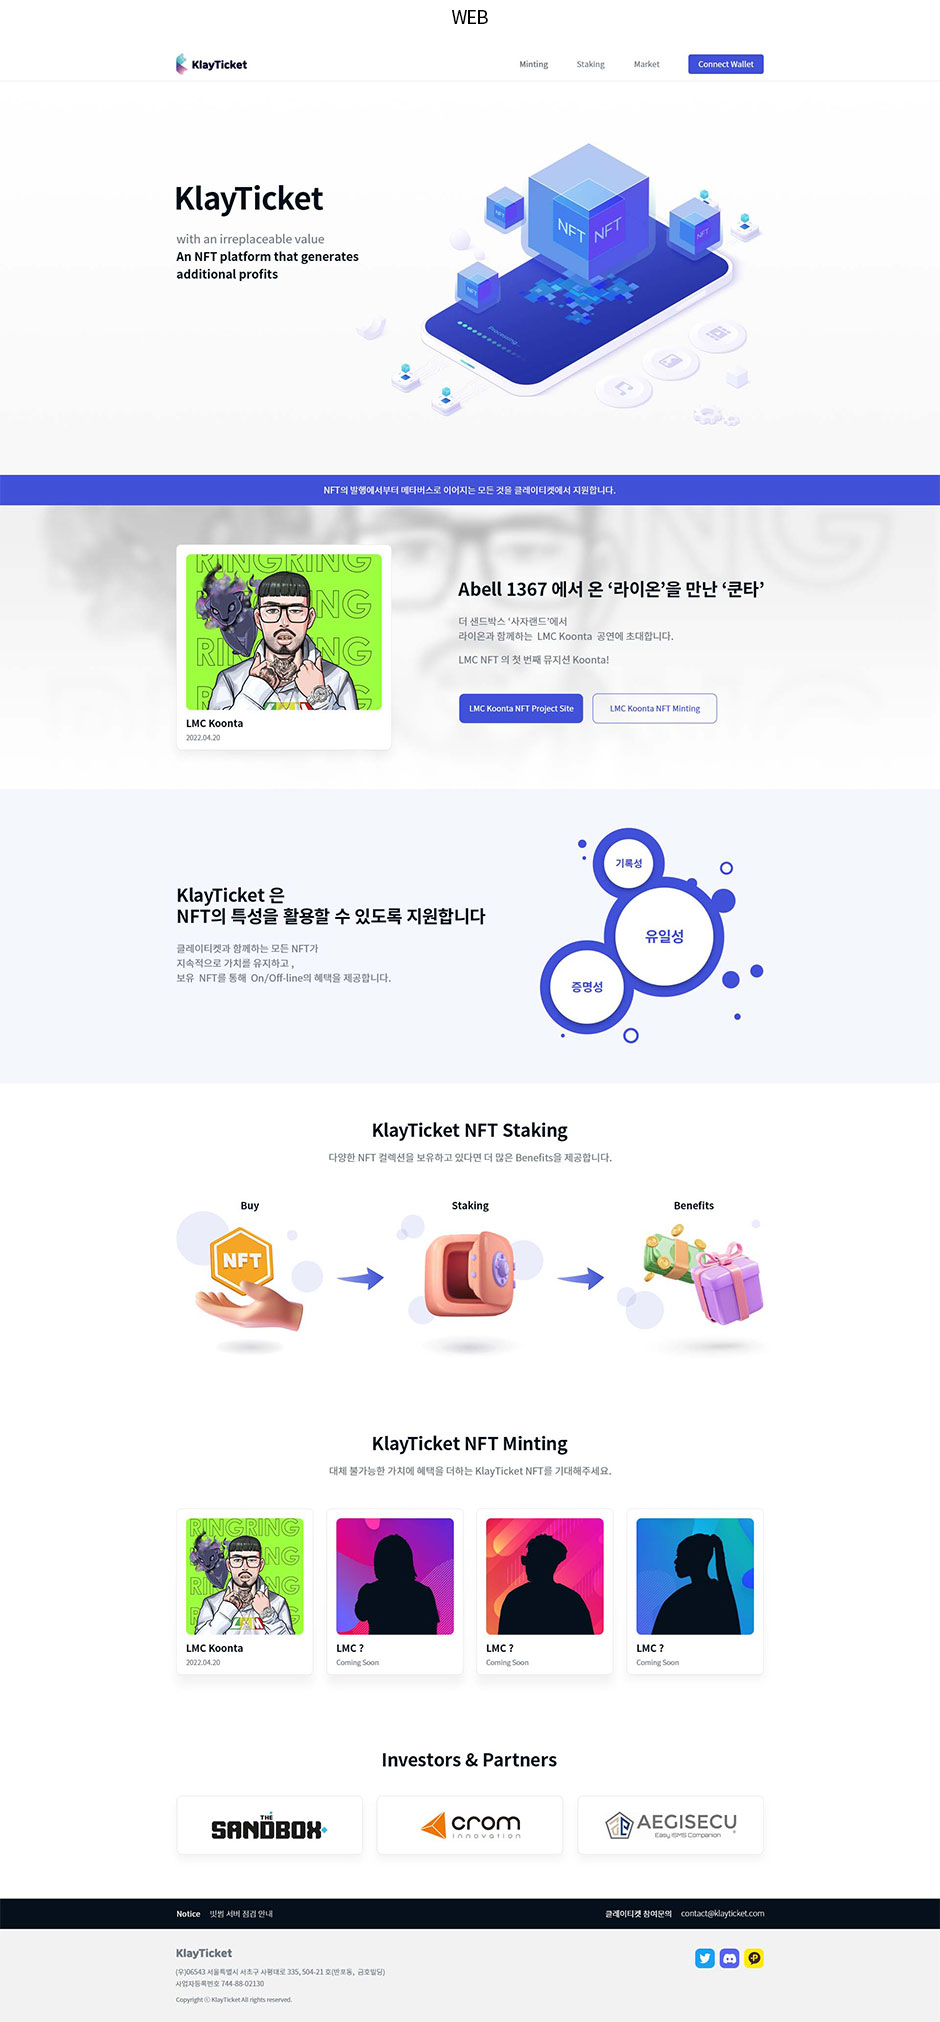 WEB
KlayTicket
Minting
Staking
Market
Connect Wallet
KlayTicket
with an irreplaceable value
An NFT platform that generates
additional profits
NFT
NFT
NFT
NFT
NFT
Processing...
NFT의 발행에서부터 메타버스로 이어지는 모든 것을 클레이티켓에서 지원합니다.
RINGRING
LMC Koonta
2022.04.20
Abell 1367 에서 온 ‘라이온’을 만난 ‘쿤타’
더 샌드박스 ‘사자랜드’에서
라이온과 함께하는 LMC Koonta 공연에 초대합니다.
LMC NFT 의 첫 번째 뮤지션 Koonta!
LMC Koonta NFT Project Site
LMC Koonta NFT Minting
KlayTicket 은
NFT의 특성을 활용할 수 있도록 지원합니다
클레이티켓과 함께하는 모든 NFT가
지속적으로 가치를 유지하고 ,
보유 NFT를 통해 On/Off-line의 혜택을 제공합니다.
기록성
유일성
증명성
KlayTicket NFT Staking
다양한 NFT 컬렉션을 보유하고 있다면 더 많은 Benefits을 제공합니다.
Buy
Staking
Benefits
NFT
KlayTicket NFT Minting
대체 불가능한 가치에 혜택을 더하는 KlayTicket NFT를 기대해주세요.
RINGRING
LMC Koonta
2022.04.20
LMC ?
Coming Soon
LMC ?
Coming Soon
LMC ?
Coming Soon
Investors & Partners
THE
SANDBOX
crom
innovation
AEGISECU
Easy ISMS Companion
Notice 빗썸 서버 점검 안내
클레이티켓 참여문의 contact@klayticket.com
KlayTicket
(우)06543 서울특별시 서초구 사평대로 335, 504-21 호(반포동, 금호빌딩)
사업자등록번호 744-88-02130
Copyright ⓒ KlayTicket All rights reserved.